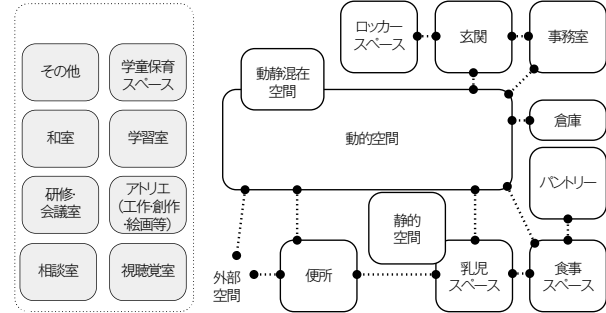 その他
学童保育
スペース
和室
学習室
研修・
会議室
アトリエ
（工作・創作
・絵画等）
相談室
視聴覚室
ロッカー
スペース
玄関
事務室
動静混在
空間
動的空間
倉庫
パントリー
静的
空間
外部
空間
便所
乳児
スペース
食事
スペース